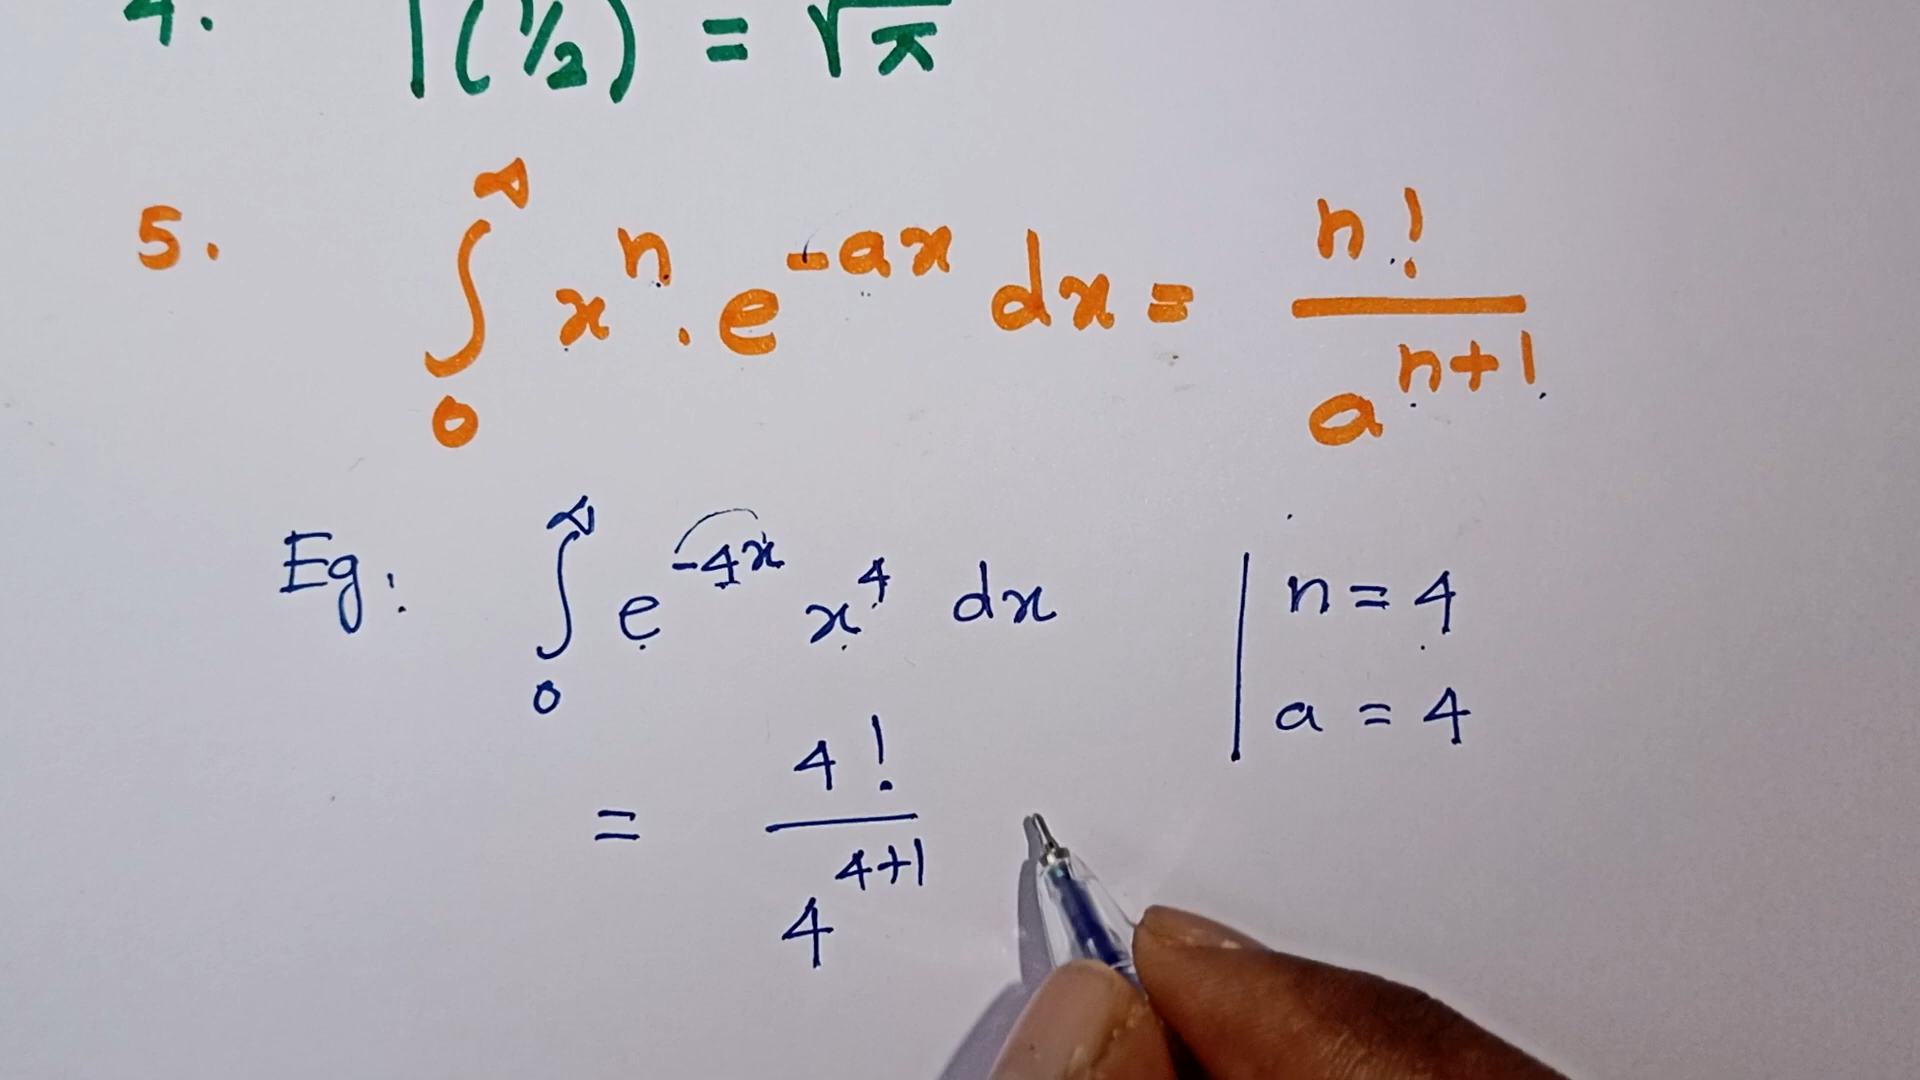 4. Γ(1/2) = √π
5. ∫₀^∞ xⁿ . e^(-ax) dx = n! / a^(n+1)
Eg: ∫₀^∞ e^(-4x) x⁴ dx | n = 4
a = 4
= 4! / 4^(4+1)